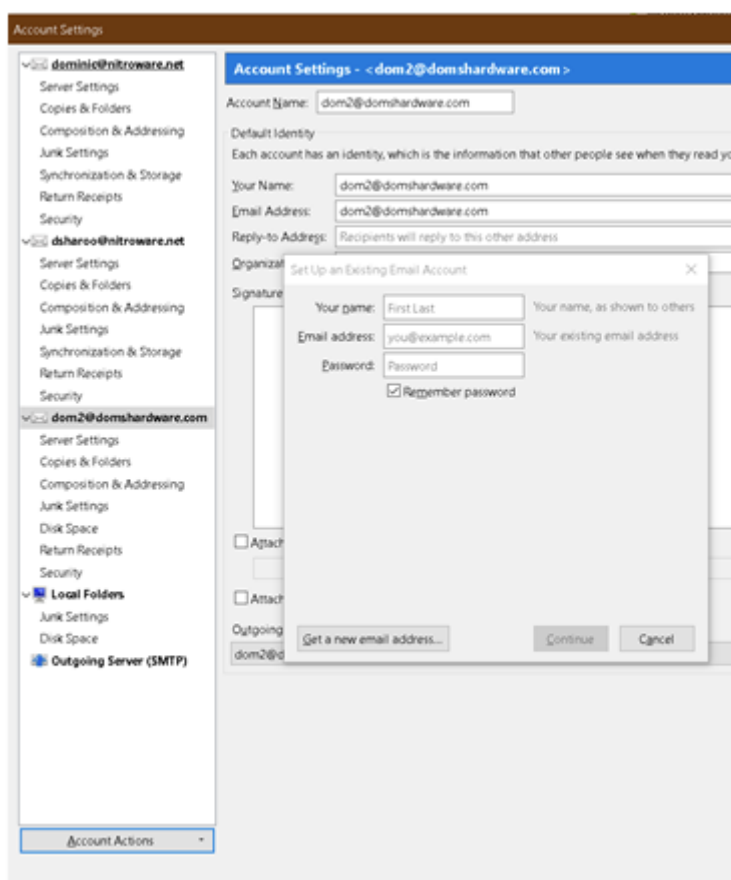 Account Settings
dominic@nitroware.net
Server Settings
Copies & Folders
Composition & Addressing
Junk Settings
Synchronization & Storage
Return Receipts
Security
dsharoo@nitroware.net
Server Settings
Copies & Folders
Composition & Addressing
Junk Settings
Synchronization & Storage
Return Receipts
Security
dom2@domshardware.com
Server Settings
Copies & Folders
Composition & Addressing
Junk Settings
Disk Space
Return Receipts
Security
Local Folders
Junk Settings
Disk Space
Outgoing Server (SMTP)
Account Actions
Account Settings - <dom2@domshardware.com>
Account Name: dom2@domshardware.com
Default Identity
Each account has an identity, which is the information that other people see when they read yo
Your Name: dom2@domshardware.com
Email Address: dom2@domshardware.com
Reply-to Address: Recipients will reply to this other address
Organizat
Signature
Attach
Attach
Outgoing
dom2@d
Set Up an Existing Email Account
Your name: First Last Your name, as shown to others
Email address: you@example.com Your existing email address
Password: Password
Remember password
Get a new email address... Continue Cancel